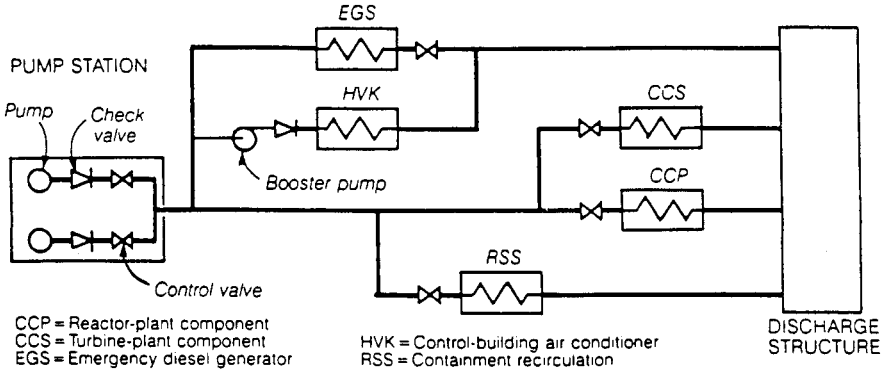 EGS
PUMP STATION
HVK
CCS
Pump
Check
valve
Booster pump
CCP
RSS
Control valve
CCP = Reactor-plant component
CCS = Turbine-plant component
EGS = Emergency diesel generator
HVK = Control-building air conditioner
RSS = Containment recirculation
DISCHARGE
STRUCTURE